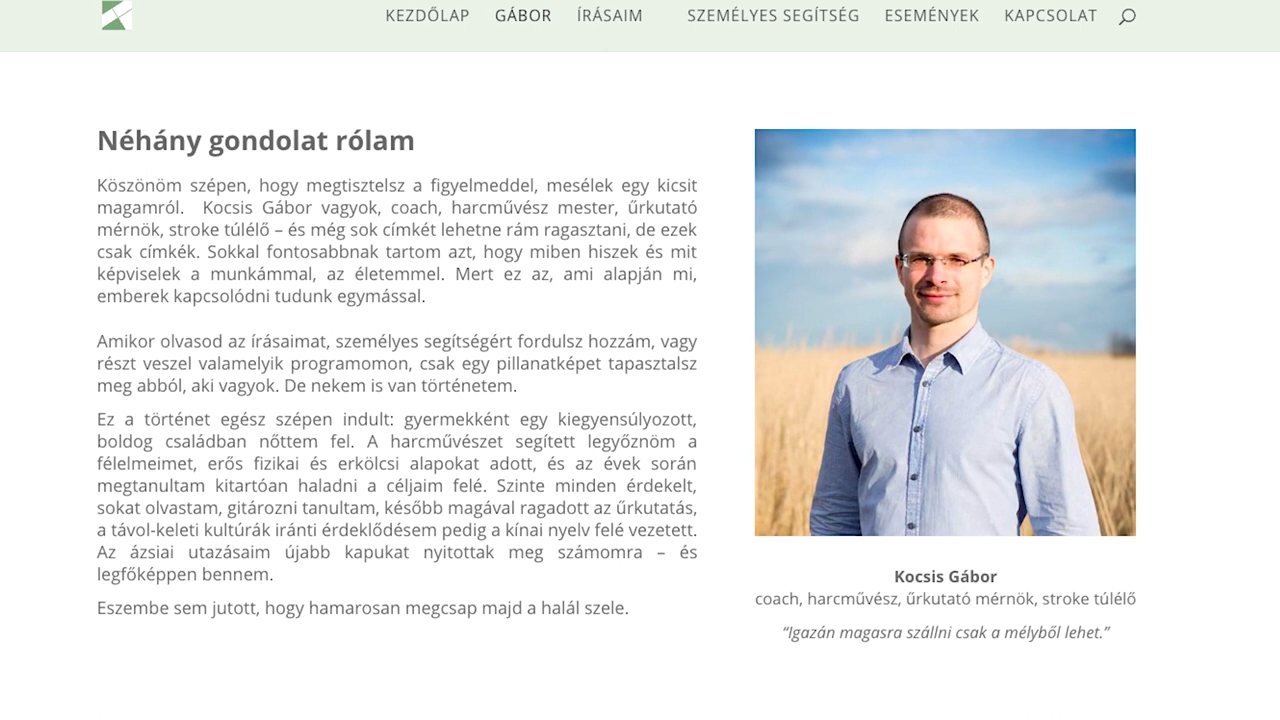 KEZDŐLAP GÁBOR ÍRÁSAIM SZEMÉLYES SEGÍTSÉG ESEMÉNYEK KAPCSOLAT
Néhány gondolat rólam
Köszönöm szépen, hogy megtisztelsz a figyelmeddel, mesélek egy kicsit
magamról. Kocsis Gábor vagyok, coach, harcművész mester, űrkutató
mérnök, stroke túlélő – és még sok címkét lehetne rám ragasztani, de ezek
csak címkék. Sokkal fontosabbnak tartom azt, hogy miben hiszek és mit
képviselek a munkámmal, az életemmel. Mert ez az, ami alapján mi,
emberek kapcsolódni tudunk egymással.
Amikor olvasod az írásaimat, személyes segítségért fordulsz hozzám, vagy
részt veszel valamelyik programomon, csak egy pillanatképet tapasztalsz
meg abból, aki vagyok. De nekem is van történetem.
Ez a történet egész szépen indult: gyermekként egy kiegyensúlyozott,
boldog családban nőttem fel. A harcművészet segített legyőznöm a
félelmeimet, erős fizikai és erkölcsi alapokat adott, és az évek során
megtanultam kitartóan haladni a céljaim felé. Szinte minden érdekelt,
sokat olvastam, gitározni tanultam, később magával ragadott az űrkutatás,
a távol-keleti kultúrák iránti érdeklődésem pedig a kínai nyelv felé vezetett.
Az ázsiai utazásaim újabb kapukat nyitottak meg számomra – és
legfőképpen bennem.
Eszembe sem jutott, hogy hamarosan megcsap majd a halál szele.
Kocsis Gábor
coach, harcművész, űrkutató mérnök, stroke túlélő
“Igazán magasra szállni csak a mélyből lehet.”